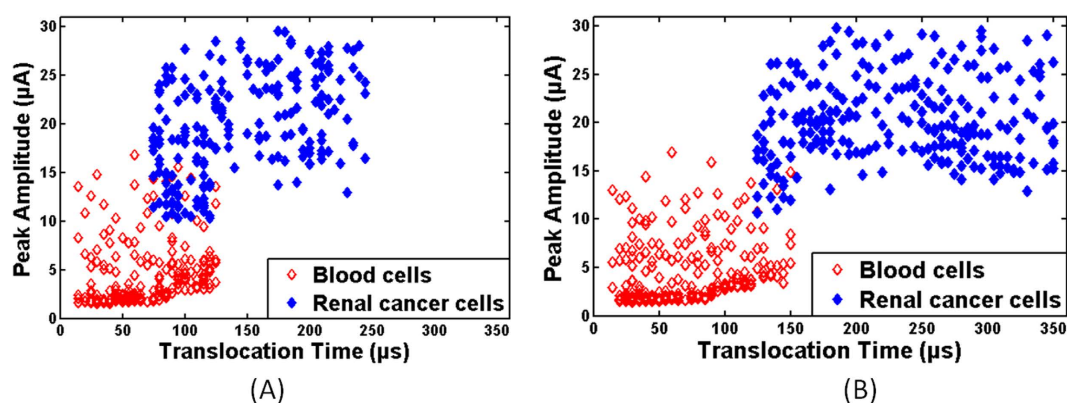 30
25
20
15
10
5
0
0 50 100 150 200 250 300 350
Peak Amplitude (µA)
Translocation Time (µs)
Blood cells
Renal cancer cells
(A)
30
25
20
15
10
5
0
0 50 100 150 200 250 300 350
Peak Amplitude (µA)
Translocation Time (µs)
Blood cells
Renal cancer cells
(B)